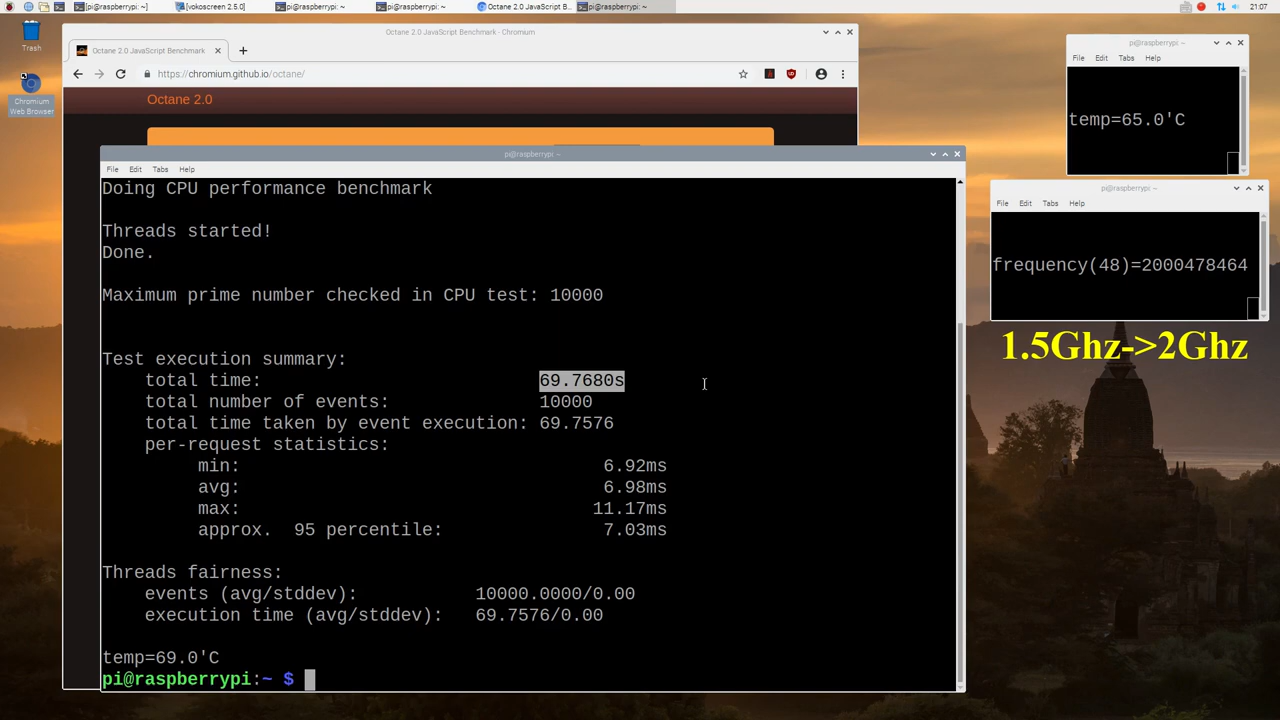 [pi@raspberrypi: ~]
[vokoscreen 2.5.0]
pi@raspberrypi: ~
pi@raspberrypi: ~
Octane 2.0 JavaScript B...
pi@raspberrypi: ~
21:07
Trash
Chromium
Web Browser
Octane 2.0 JavaScript Benchmark - Chromium
Octane 2.0 JavaScript Benchmark
https://chromium.github.io/octane/
Octane 2.0
pi@raspberrypi: ~
File Edit Tabs Help
Doing CPU performance benchmark
Threads started!
Done.
Maximum prime number checked in CPU test: 10000
Test execution summary:
total time: 69.7680s
total number of events: 10000
total time taken by event execution: 69.7576
per-request statistics:
min: 6.92ms
avg: 6.98ms
max: 11.17ms
approx. 95 percentile: 7.03ms
Threads fairness:
events (avg/stddev): 10000.0000/0.00
execution time (avg/stddev): 69.7576/0.00
temp=69.0'C
pi@raspberrypi:~ $
pi@raspberrypi: ~
File Edit Tabs Help
temp=65.0'C
pi@raspberrypi: ~
File Edit Tabs Help
frequency(48)=2000478464
1.5Ghz->2Ghz